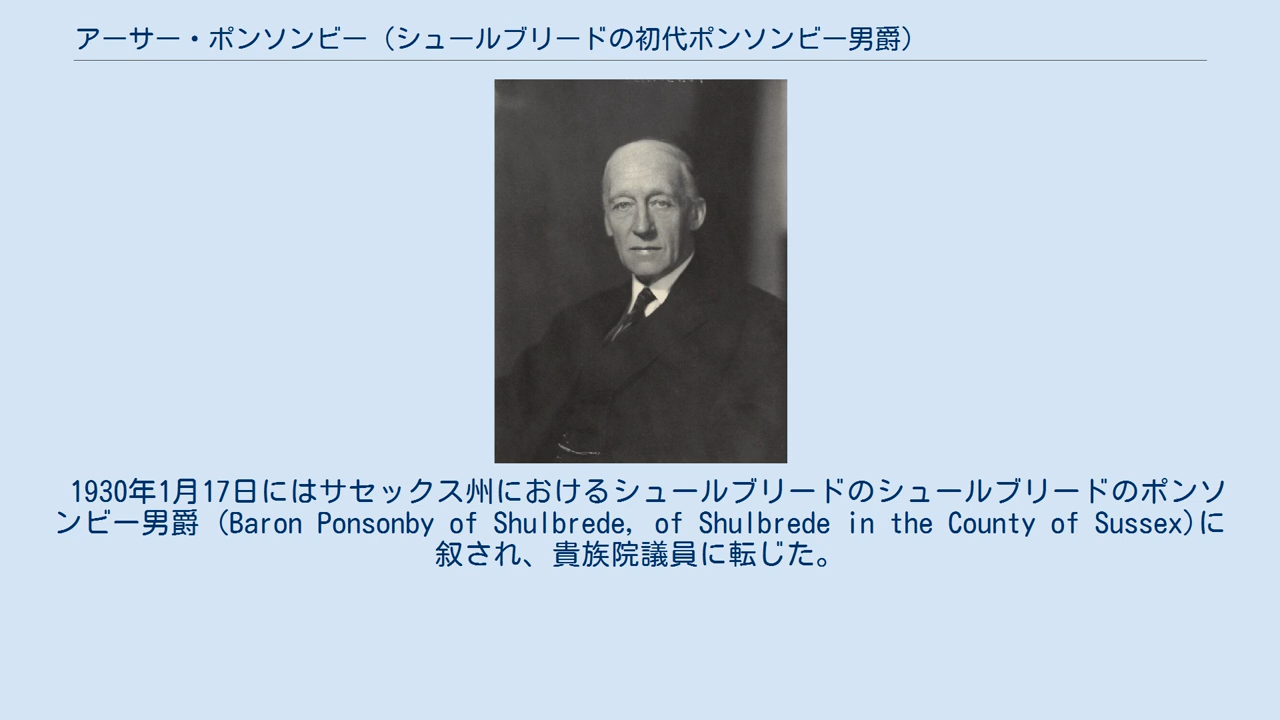 アーサー・ポンソンビー（シュールブリードの初代ポンソンビー男爵）
1930年1月17日にはサセックス州におけるシュールブリードのシュールブリードのポンソ
ンビー男爵 (Baron Ponsonby of Shulbrede, of Shulbrede in the County of Sussex)に
叙され、貴族院議員に転じた。